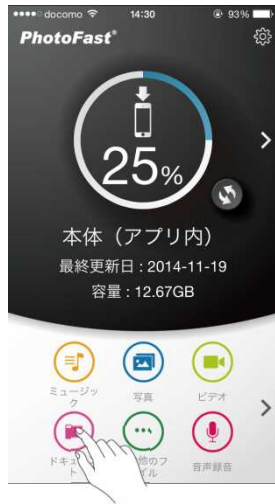 docomo 14:30 93%
PhotoFast®
25%
本体（アプリ内）
最終更新日 : 2014-11-19
容量 : 12.67GB
ミュージッ
ク
写真
ビデオ
ドキュ
ト
他のフ
イル
音声録音